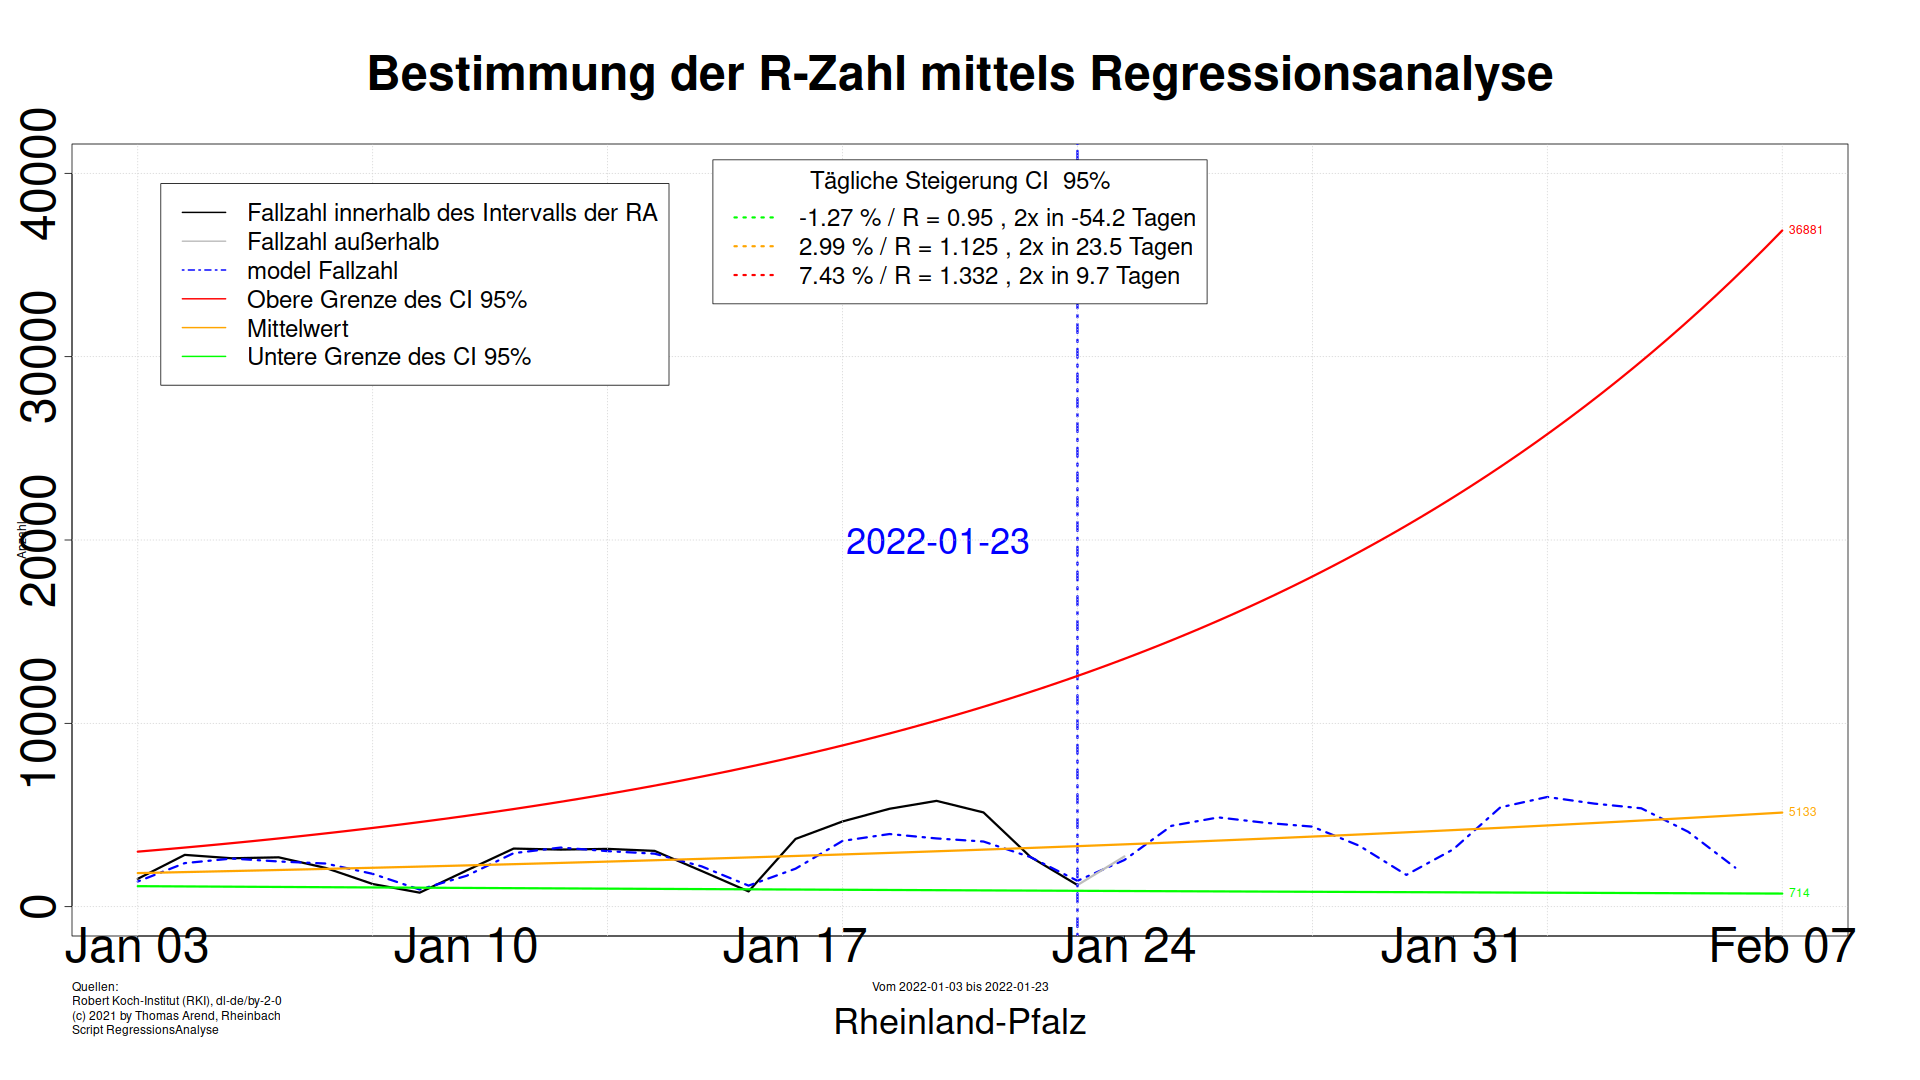 Bestimmung der R-Zahl mittels Regressionsanalyse
Anzahl
40000
30000
20000
10000
0
Fallzahl innerhalb des Intervalls der RA
Fallzahl außerhalb
model Fallzahl
Obere Grenze des CI 95%
Mittelwert
Untere Grenze des CI 95%
Tägliche Steigerung CI  95%
-1.27 % / R = 0.95 , 2x in -54.2 Tagen
2.99 % / R = 1.125 , 2x in 23.5 Tagen
7.43 % / R = 1.332 , 2x in 9.7 Tagen
36881
2022-01-23
5133
714
Jan 03 Jan 10 Jan 17 Jan 24 Jan 31 Feb 07
Quellen:
Robert Koch-Institut (RKI), dl-de/by-2-0
(c) 2021 by Thomas Arend, Rheinbach
Script RegressionsAnalyse
Vom 2022-01-03 bis 2022-01-23
Rheinland-Pfalz